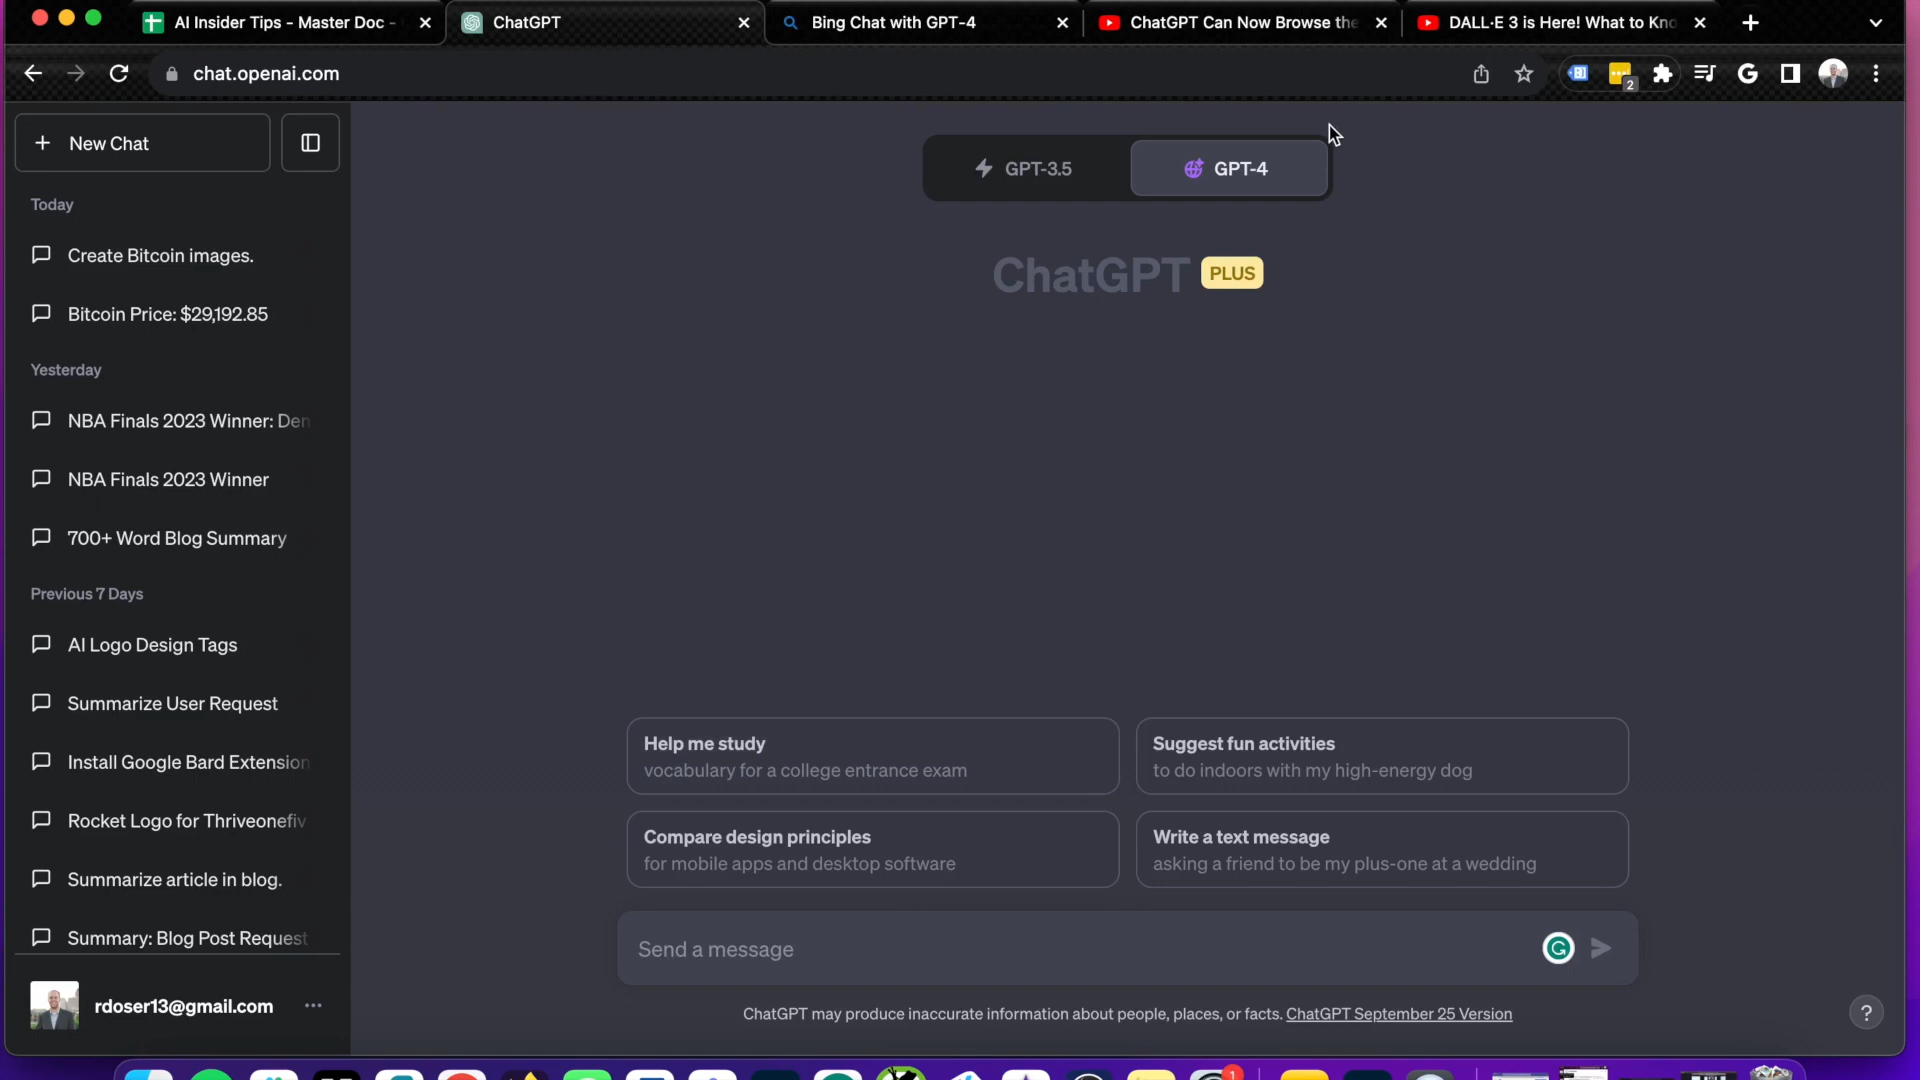 AI Insider Tips - Master Doc -
ChatGPT
Bing Chat with GPT-4
ChatGPT Can Now Browse the
DALL·E 3 is Here! What to Kno
chat.openai.com
2
New Chat
GPT-3.5
GPT-4
ChatGPT PLUS
Today
Create Bitcoin images.
Bitcoin Price: $29,192.85
Yesterday
NBA Finals 2023 Winner: Den
NBA Finals 2023 Winner
700+ Word Blog Summary
Previous 7 Days
AI Logo Design Tags
Summarize User Request
Install Google Bard Extension
Rocket Logo for Thriveonefiv
Summarize article in blog.
Summary: Blog Post Request
rdoser13@gmail.com
Help me study
vocabulary for a college entrance exam
Suggest fun activities
to do indoors with my high-energy dog
Compare design principles
for mobile apps and desktop software
Write a text message
asking a friend to be my plus-one at a wedding
Send a message
ChatGPT may produce inaccurate information about people, places, or facts. ChatGPT September 25 Version
?
1